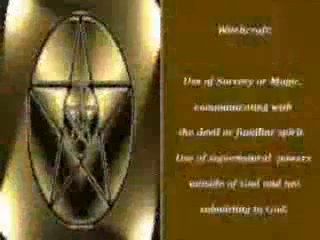 Witchcraft:
Use of Sorcery or Magic,
communicating with
the devil or familiar spirit
Use of supernatural powers
outside of God and not
submitting to God.